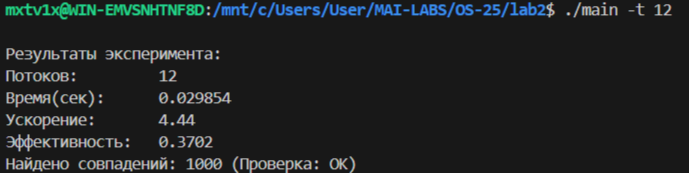 mxtv1x@WIN-EMVSNHTNF8D:/mnt/c/Users/User/MAI-LABS/OS-25/lab2$ ./main -t 12
Результаты эксперимента:
Потоков: 12
Время(сек): 0.029854
Ускорение: 4.44
Эффективность: 0.3702
Найдено совпадений: 1000 (Проверка: OK)